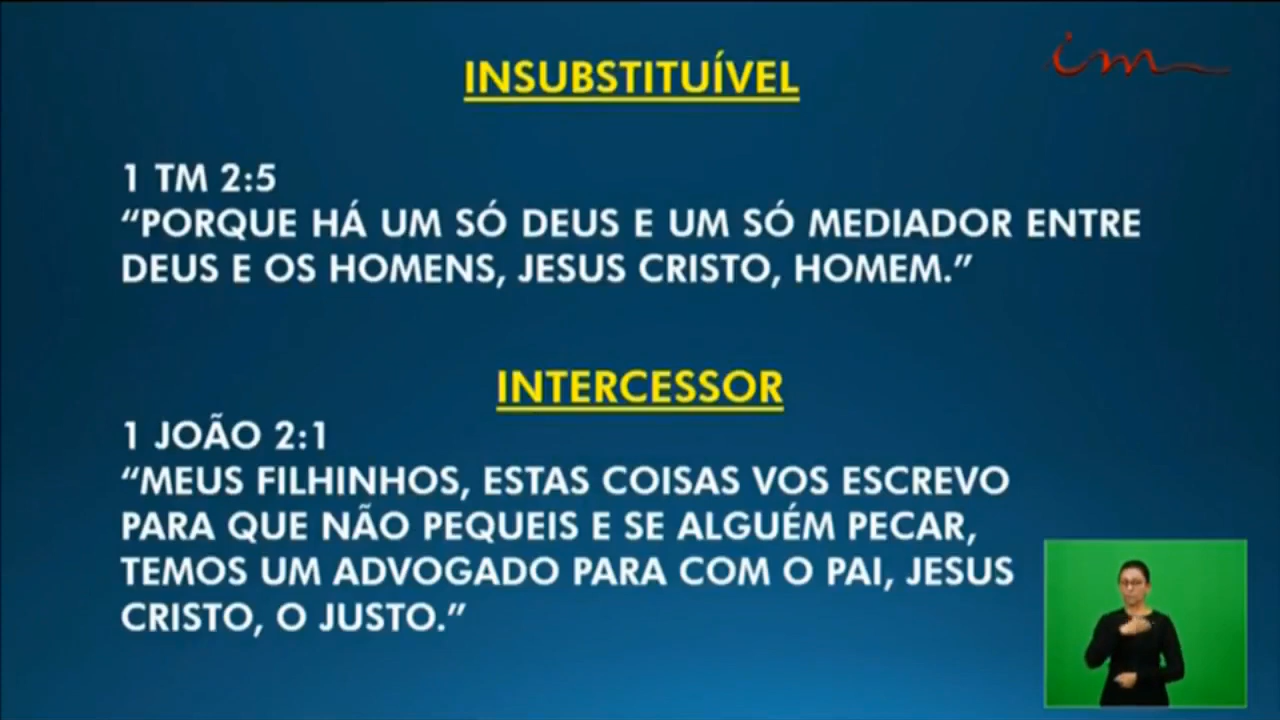 INSUBSTITUÍVEL
im
1 TM 2:5
“PORQUE HÁ UM SÓ DEUS E UM SÓ MEDIADOR ENTRE
DEUS E OS HOMENS, JESUS CRISTO, HOMEM.”
INTERCESSOR
1 JOÃO 2:1
“MEUS FILHINHOS, ESTAS COISAS VOS ESCREVO
PARA QUE NÃO PEQUEIS E SE ALGUÉM PECAR,
TEMOS UM ADVOGADO PARA COM O PAI, JESUS
CRISTO, O JUSTO.”